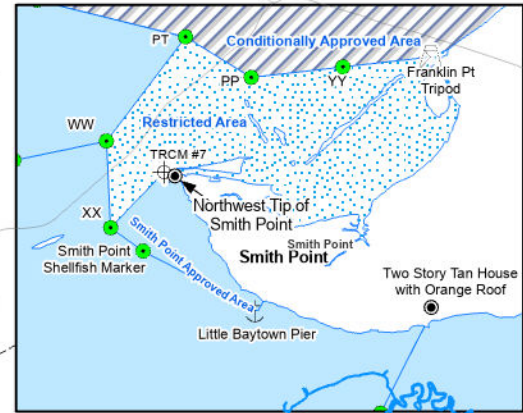 PT
Conditionally Approved Area
PP
YY
Franklin Pt
Tripod
WW
Restricted Area
TRCM #7
Northwest Tip of
Smith Point
XX
Smith Point
Shellfish Marker
Smith Point Approved Area
Smith Point
Smith Point
Two Story Tan House
with Orange Roof
Little Baytown Pier